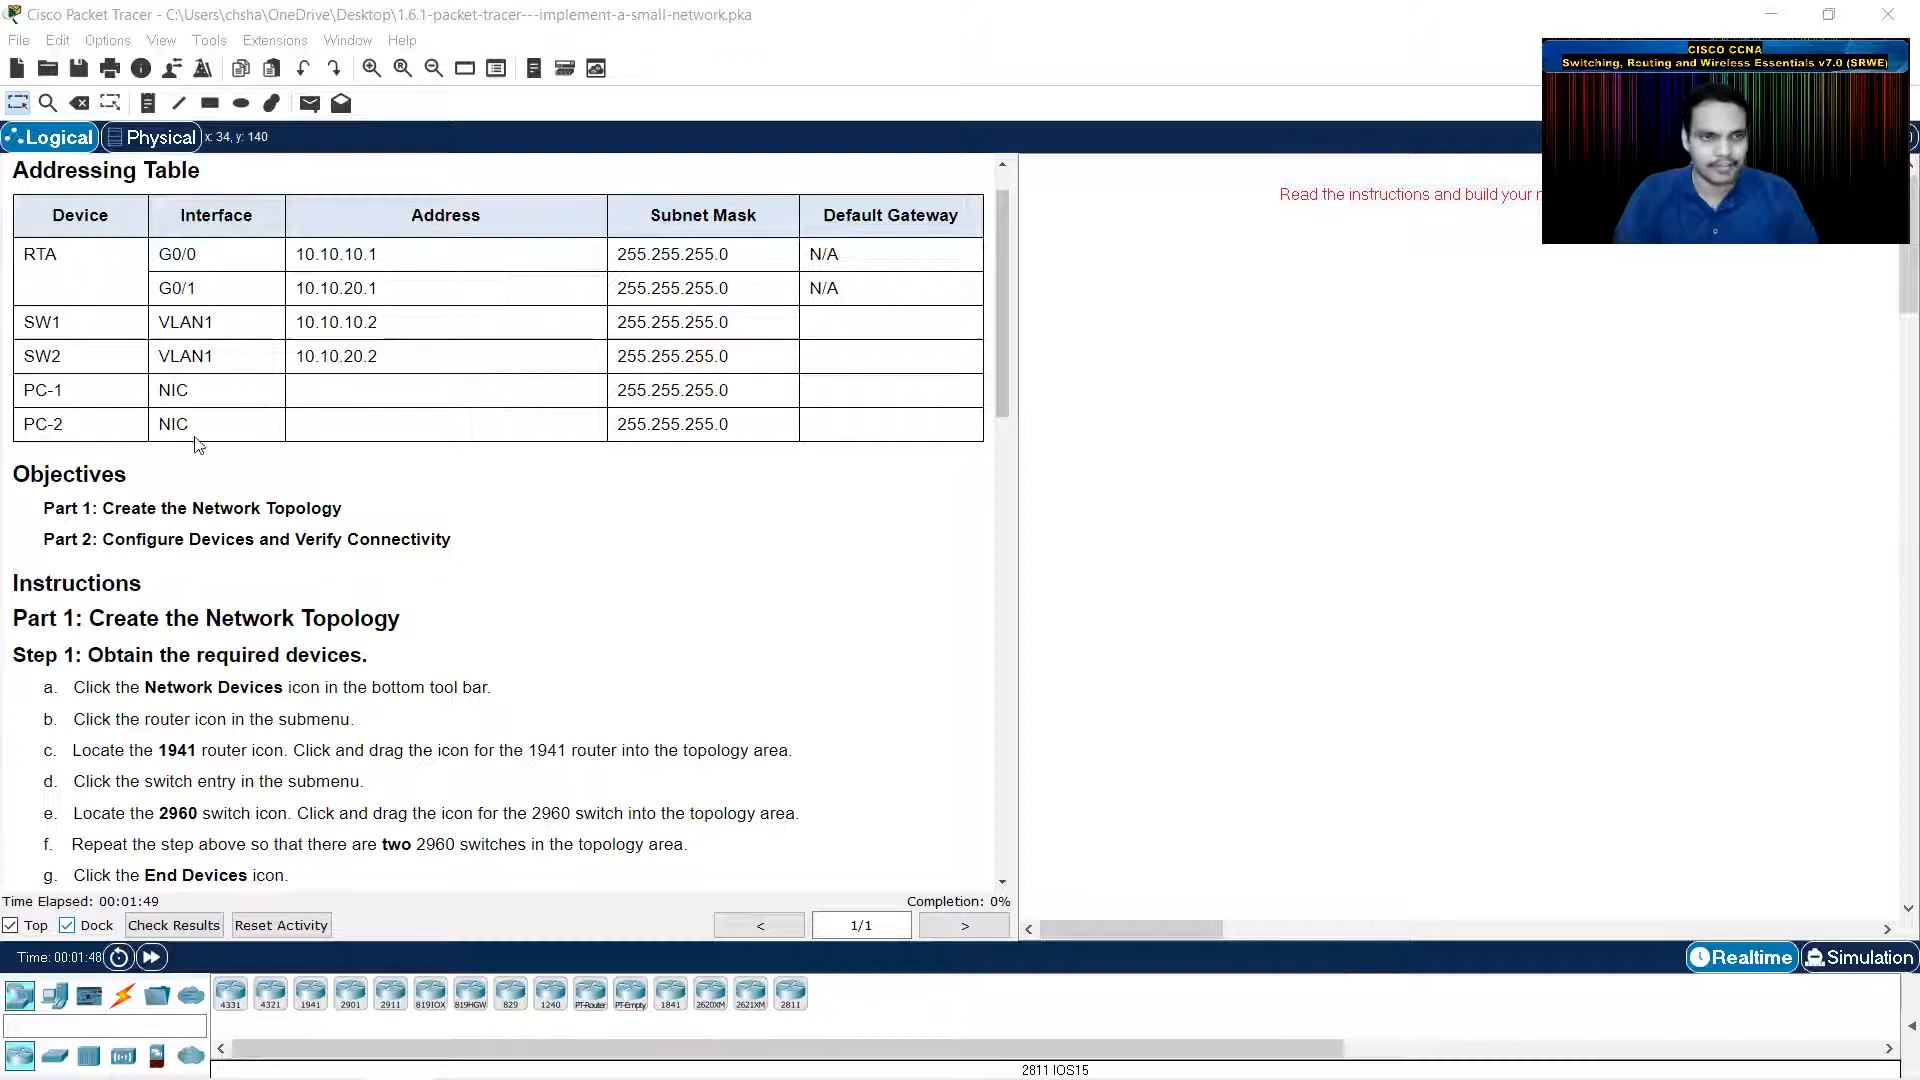 Cisco Packet Tracer - C:\Users\chsha\OneDrive\Desktop\1.6.1-packet-tracer---implement-a-small-network.pka
File Edit Options View Tools Extensions Window Help
CISCO CCNA
Switching, Routing and Wireless Essentials v7.0 (SRWE)
Logical Physical x: 34, y: 140
Addressing Table
Device Interface Address Subnet Mask Default Gateway
RTA G0/0 10.10.10.1 255.255.255.0 N/A
G0/1 10.10.20.1 255.255.255.0 N/A
SW1 VLAN1 10.10.10.2 255.255.255.0
SW2 VLAN1 10.10.20.2 255.255.255.0
PC-1 NIC 255.255.255.0
PC-2 NIC 255.255.255.0
Read the instructions and build your
Objectives
Part 1: Create the Network Topology
Part 2: Configure Devices and Verify Connectivity
Instructions
Part 1: Create the Network Topology
Step 1: Obtain the required devices.
a. Click the Network Devices icon in the bottom tool bar.
b. Click the router icon in the submenu.
c. Locate the 1941 router icon. Click and drag the icon for the 1941 router into the topology area.
d. Click the switch entry in the submenu.
e. Locate the 2960 switch icon. Click and drag the icon for the 2960 switch into the topology area.
f. Repeat the step above so that there are two 2960 switches in the topology area.
g. Click the End Devices icon.
Time Elapsed: 00:01:49 Completion: 0%
Top Dock Check Results Reset Activity < 1/1 >
Time: 00:01:48 Realtime Simulation
4331 4321 1941 2901 2911 819IOX 819HGW 829 1240 PT-Router PT-Empty 1841 2620XM 2621XM 2811
2811 IOS15